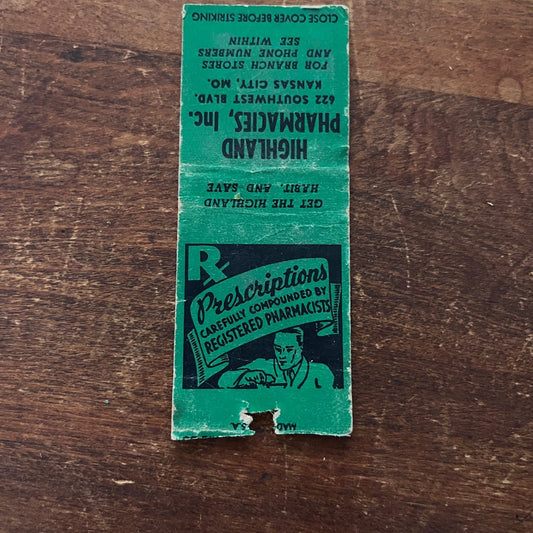 CLOSE COVER BEFORE STRIKING
HIGHLAND
PHARMACIES, Inc.
622 SOUTHWEST BLVD.
KANSAS CITY, MO.
FOR BRANCH STORES
AND PHONE NUMBERS
SEE WITHIN
GET THE HIGHLAND
HABIT, AND SAVE
Rx
Prescriptions
CAREFULLY COMPOUNDED BY
REGISTERED PHARMACISTS